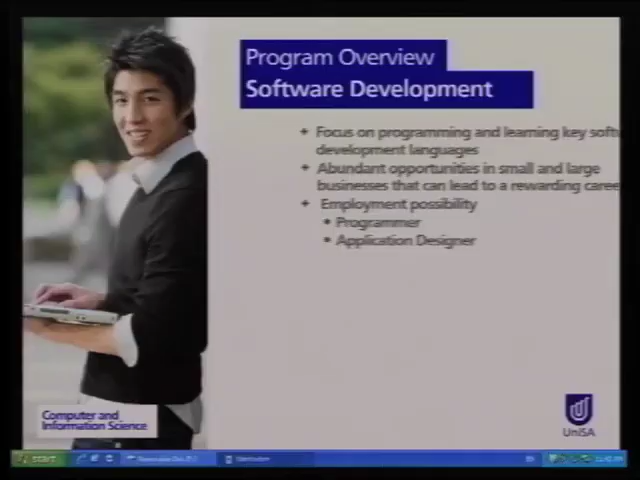 Program Overview
Software Development
Focus on programming and learning key soft
development languages
Abundant opportunities in small and large
businesses that can lead to a rewarding caree
Employment possibility
Programmer
Application Designer
Computer and
Information Science
UniSA
start